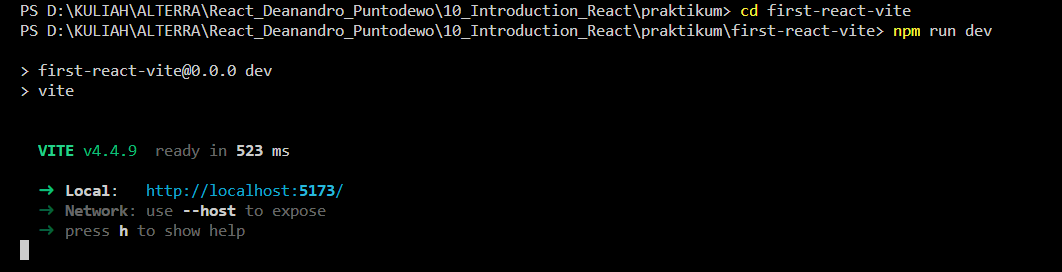 PS D:\KULIAH\ALTERRA\React_Deanandro_Puntodewo\10_Introduction_React\praktikum> cd first-react-vite
PS D:\KULIAH\ALTERRA\React_Deanandro_Puntodewo\10_Introduction_React\praktikum\first-react-vite> npm run dev
> first-react-vite@0.0.0 dev
> vite
VITE v4.4.9 ready in 523 ms
➜ Local: http://localhost:5173/
➜ Network: use --host to expose
➜ press h to show help